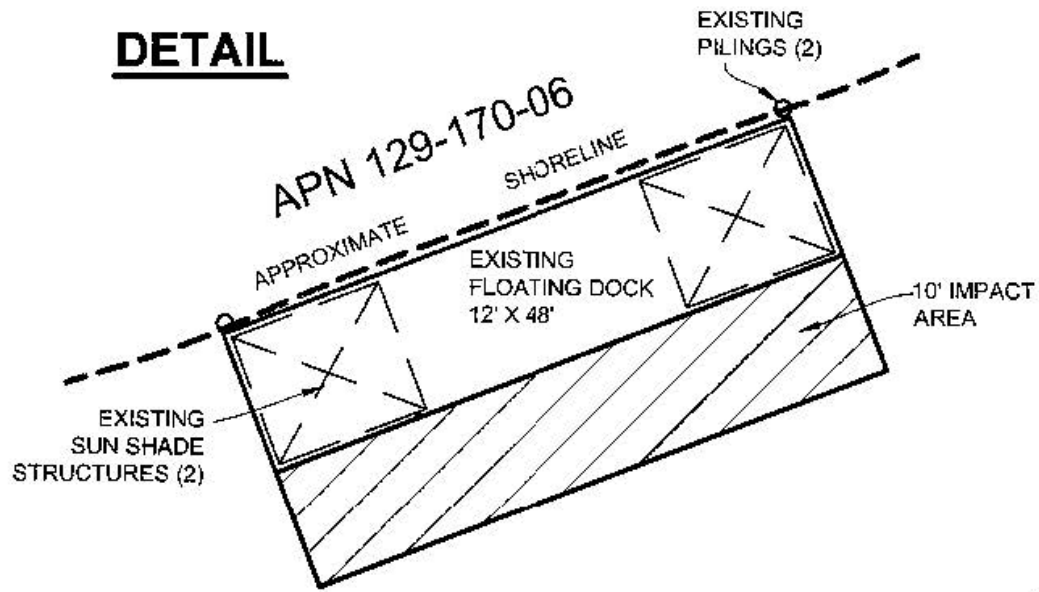 DETAIL
EXISTING
PILINGS (2)
APN 129-170-06
SHORELINE
APPROXIMATE
EXISTING
FLOATING DOCK
12' X 48'
10' IMPACT
AREA
EXISTING
SUN SHADE
STRUCTURES (2)